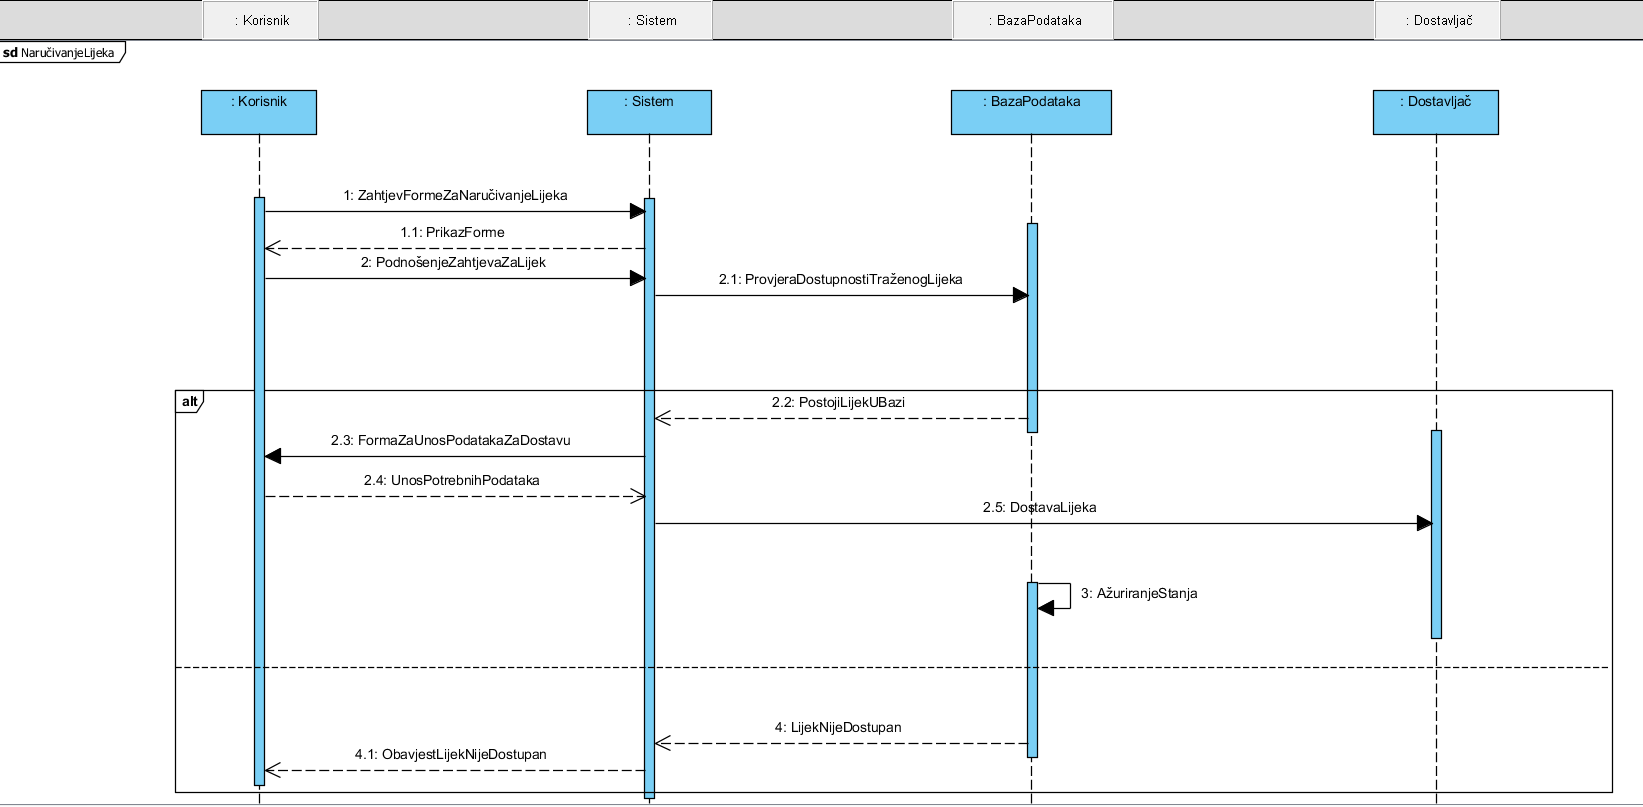 : Korisnik
: Sistem
: BazaPodataka
: Dostavljač
sd NaručivanjeLijeka
: Korisnik
: Sistem
: BazaPodataka
: Dostavljač
1: ZahtjevFormeZaNaručivanjeLijeka
1.1: PrikazForme
2: PodnošenjeZahtjevaZaLijek
2.1: ProvjeraDostupnostiTraženogLijeka
alt
2.2: PostojiLijekUBazi
2.3: FormaZaUnosPodatakaZaDostavu
2.4: UnosPotrebnihPodataka
2.5: DostavaLijeka
3: AžuriranjeStanja
4: LijekNijeDostupan
4.1: ObavjestLijekNijeDostupan